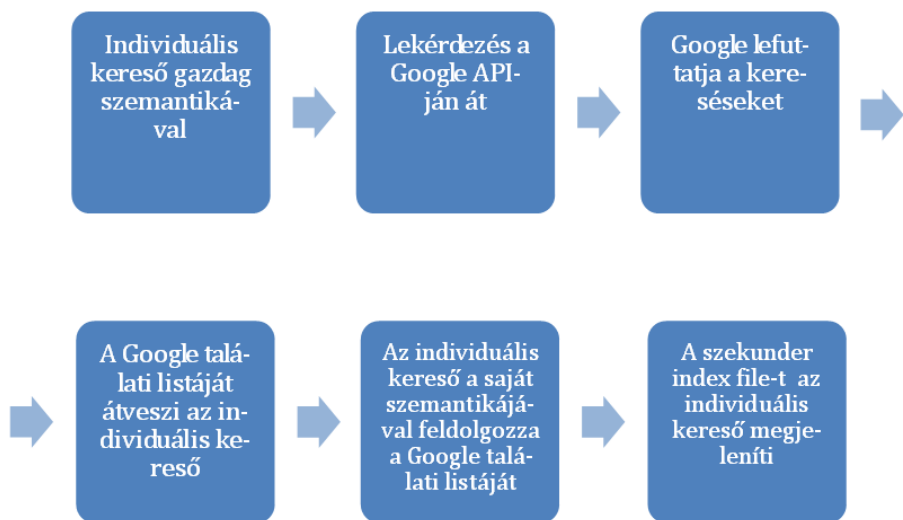 Individuális
kereső gazdag
szemantiká-
val
Lekérdezés a
Google API-
ján át
Google lefut-
tatja a kere-
séseket
A Google talá-
lati listáját
átveszi az in-
dividuális ke-
reső
Az individuális
kereső a saját
szemantikájá-
val feldolgozza
a Google talá-
lati listáját
A szekunder
index file-t  az
individuális
kereső megje-
leníti